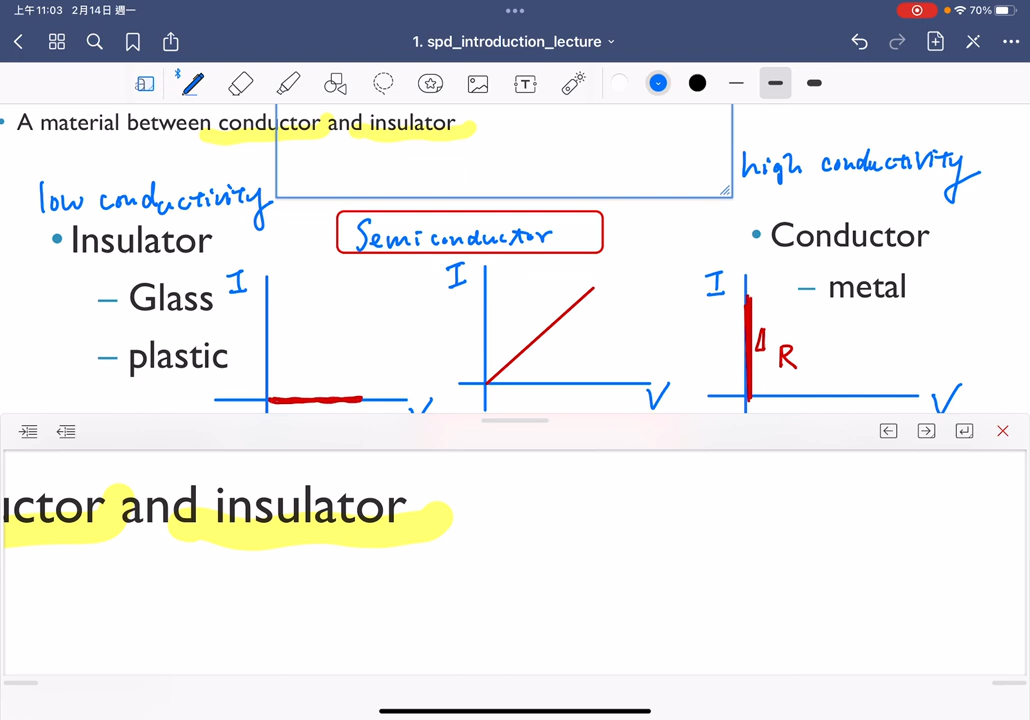 上午11:03 2月14日 週一
70%
1. spd_introduction_lecture
T
• A material between conductor and insulator
low conductivity
high conductivity
• Insulator
Semiconductor
• Conductor
– Glass
I
I
I
– metal
– plastic
R
V
V
V
uctor and insulator